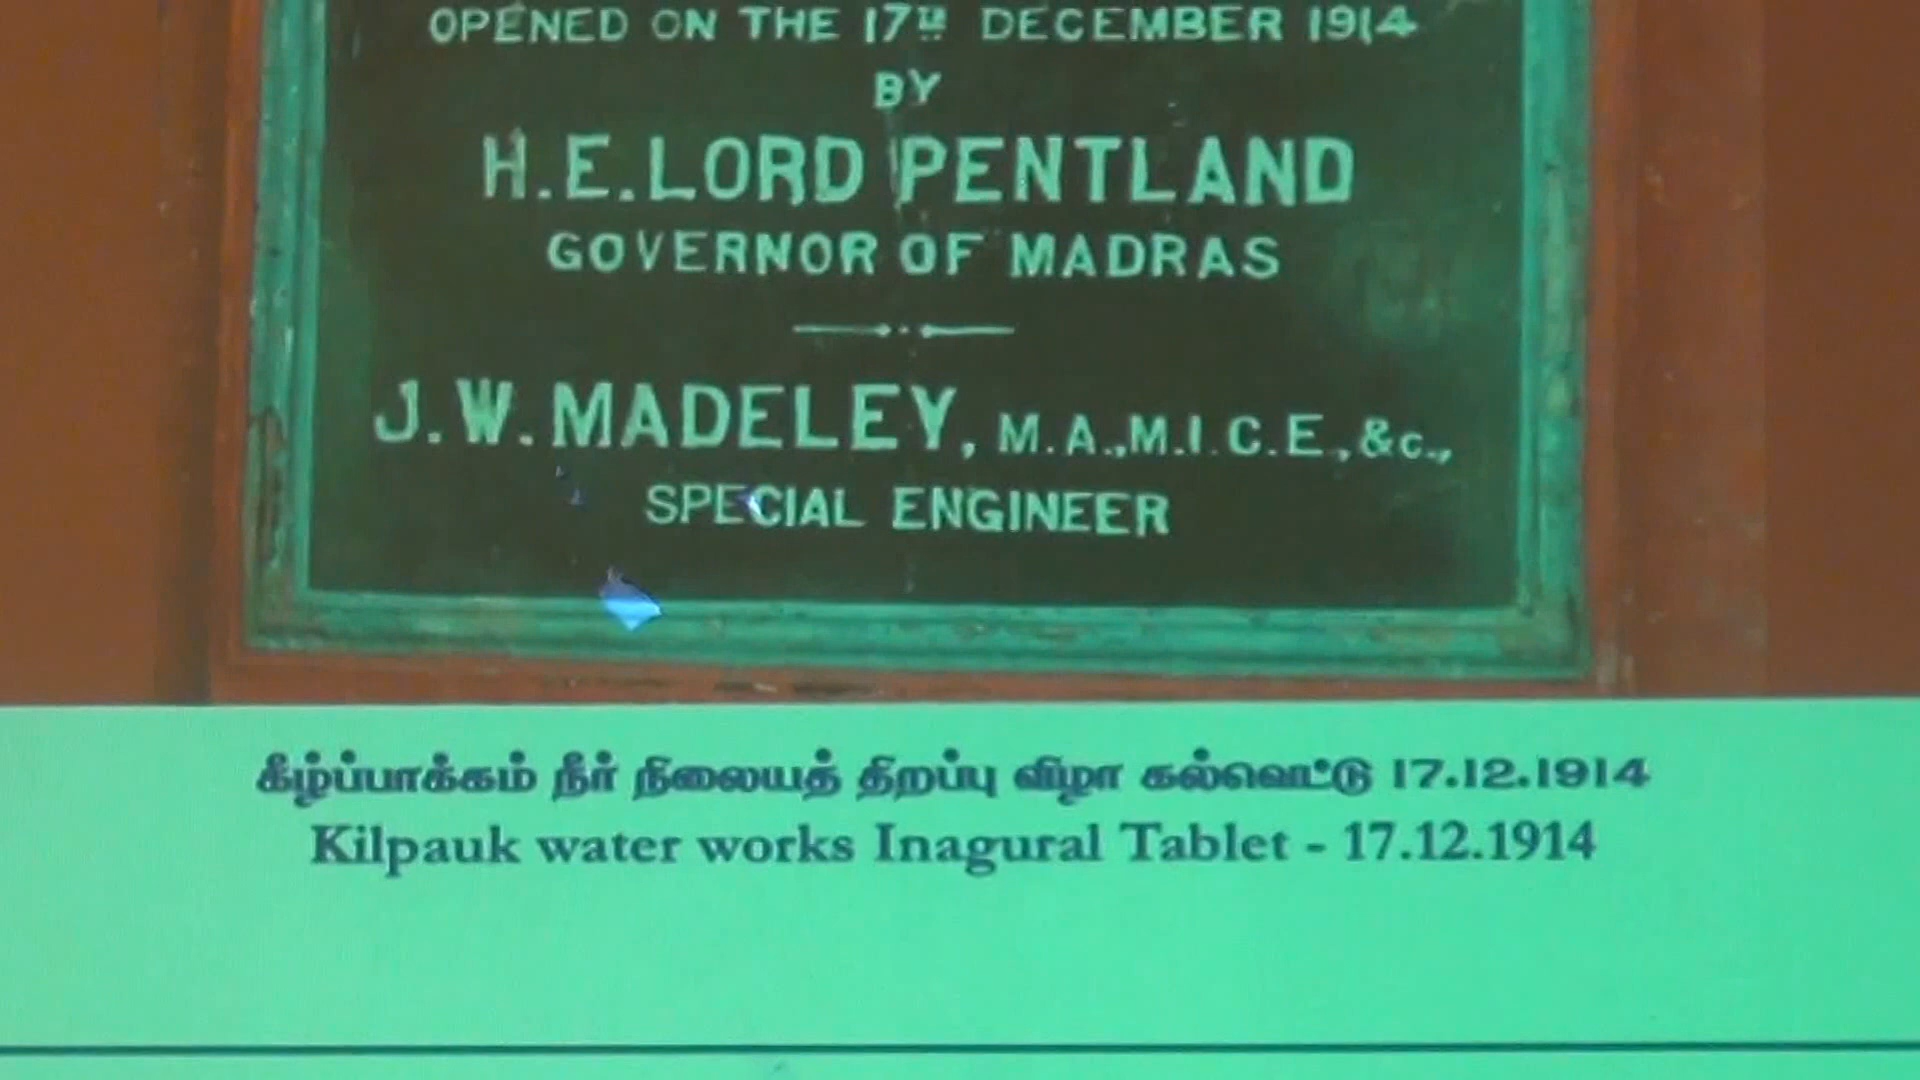 OPENED ON THE 17TH DECEMBER 1914
BY
H.E.LORD PENTLAND
GOVERNOR OF MADRAS
J.W.MADELEY, M.A.,M.I.C.E.,&c.,
SPECIAL ENGINEER
கீழ்ப்பாக்கம் நீர் நிலையத் திறப்பு விழா கல்வெட்டு 17.12.1914
Kilpauk water works Inagural Tablet - 17.12.1914